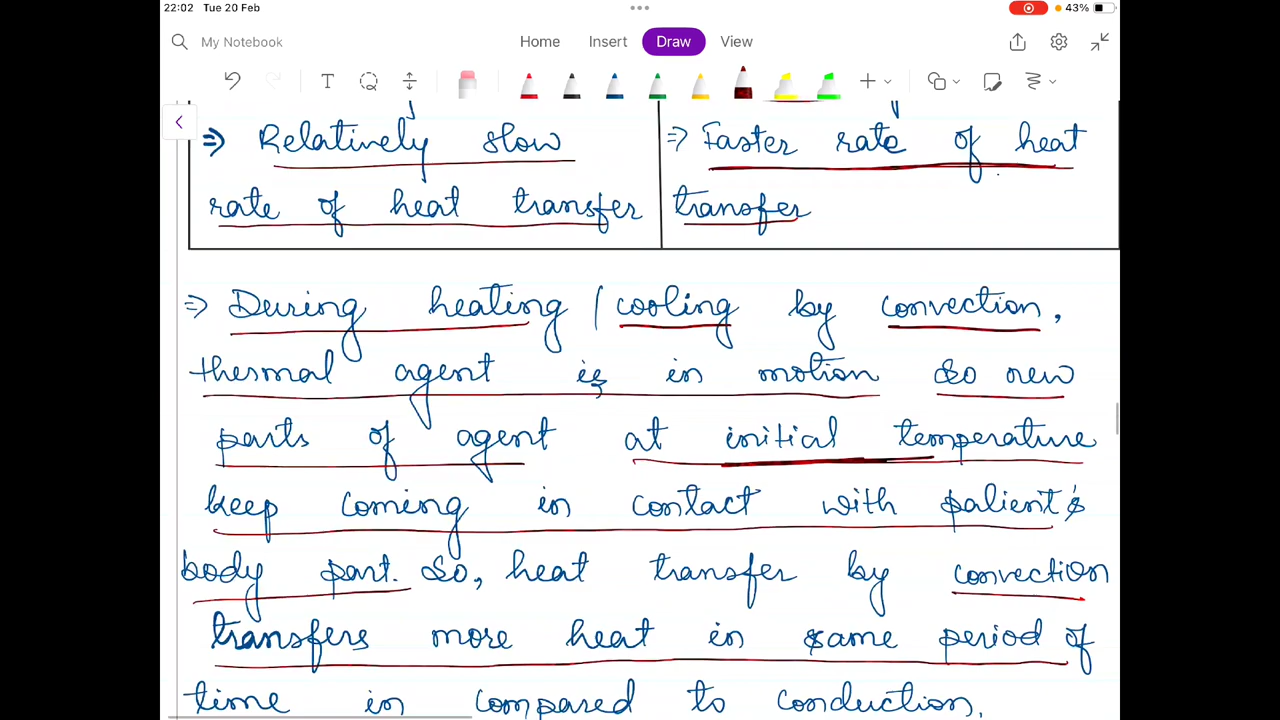 22:02 Tue 20 Feb
43%
My Notebook
Home Insert Draw View
⇒ Relatively slow
rate of heat transfer
⇒ Faster rate of heat
transfer
⇒ During heating / cooling by convection,
thermal agent is in motion so new
parts of agent at initial temperature
keep coming in contact with patient's
body part. So, heat transfer by convection
transfers more heat in same period of
time in compared to conduction.